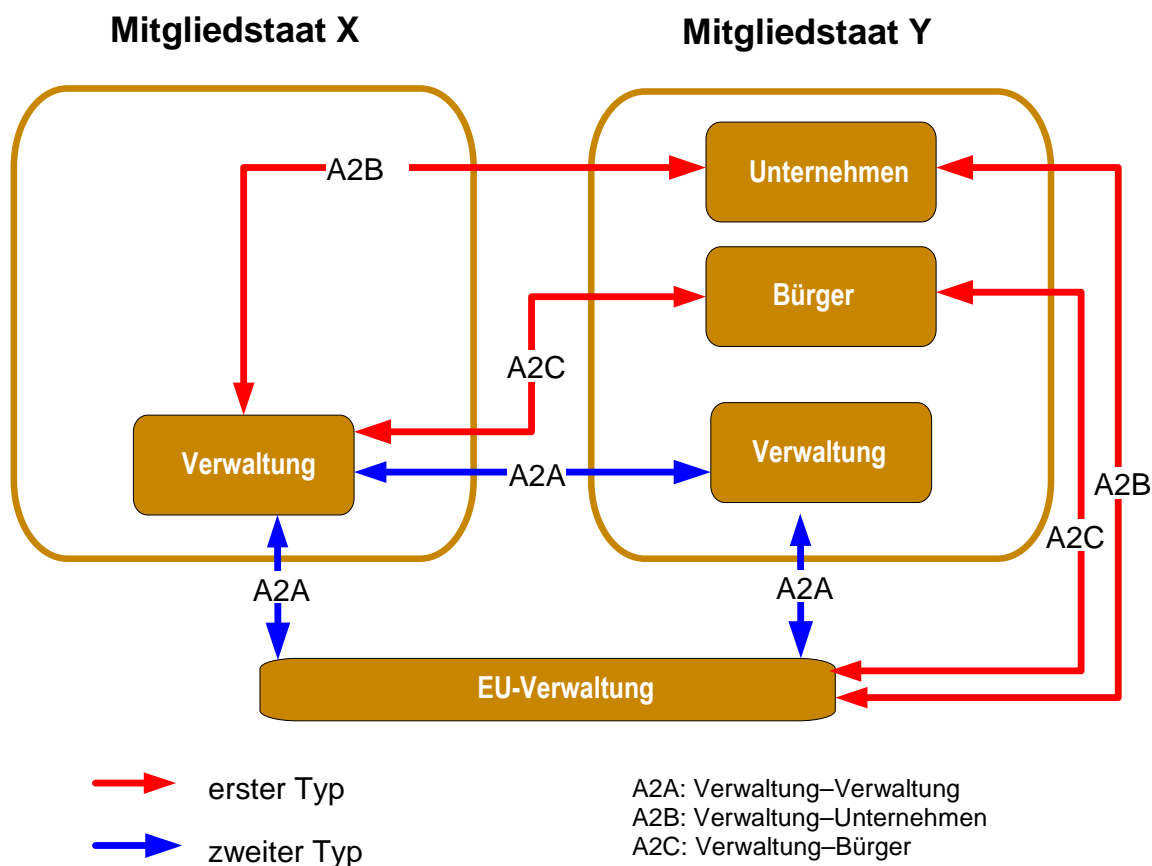 Mitgliedstaat X
Mitgliedstaat Y
A2B
Unternehmen
Bürger
A2C
Verwaltung
A2A
Verwaltung
A2B
A2C
A2A
A2A
EU-Verwaltung
erster Typ
zweiter Typ
A2A: Verwaltung–Verwaltung
A2B: Verwaltung–Unternehmen
A2C: Verwaltung–Bürger